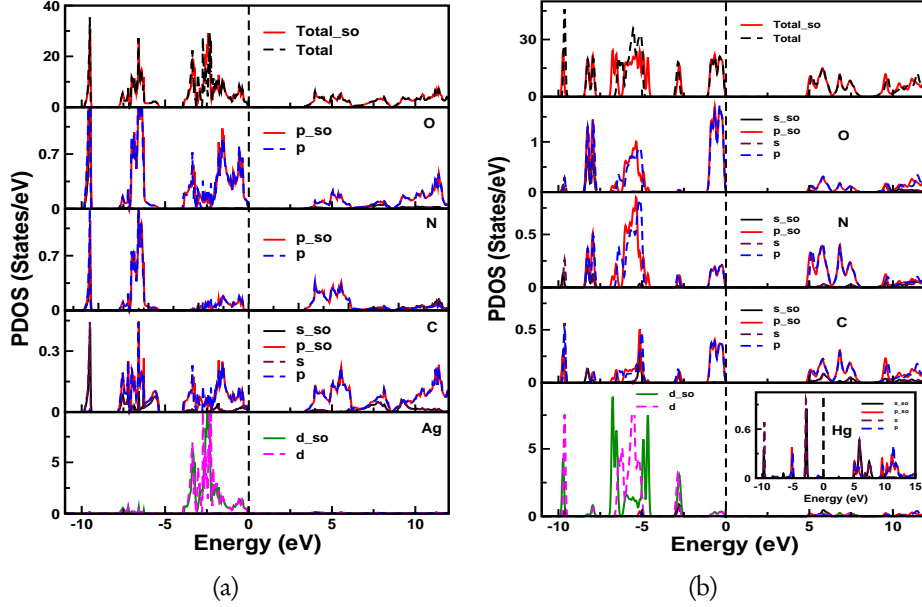 40
20
0
Total_so
Total
PDOS (States/eV)
0.7
0
p_so
p
O
0.7
0
p_so
p
N
0.3
0
s_so
p_so
s
p
C
5
0
d_so
d
Ag
-10 -5 0 5 10
Energy (eV)
(a)
30
0
Total_so
Total
PDOS (States/eV)
1
0
s_so
p_so
s
p
O
0.5
0
s_so
p_so
s
p
N
0.5
0
s_so
p_so
s
p
C
5
0
d_so
d
0.6
0
s_so
p_so
s
p
Hg
-10 -5 0 5 10 15
Energy (eV)
-10 -5 0 5 10
Energy (eV)
(b)